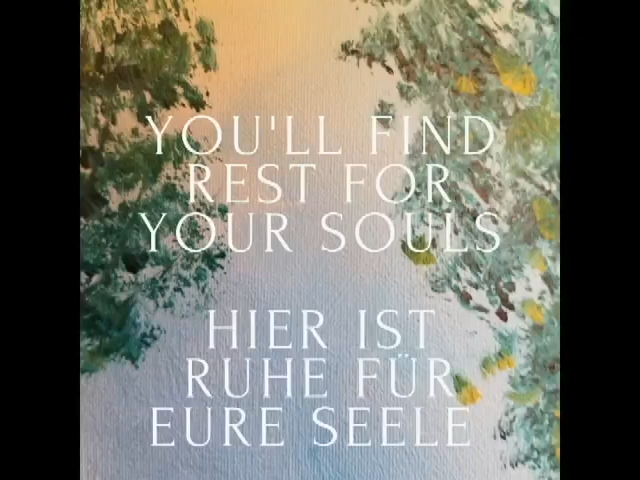 YOU'LL FIND
REST FOR
YOUR SOULS
HIER IST
RUHE FÜR
EURE SEELE